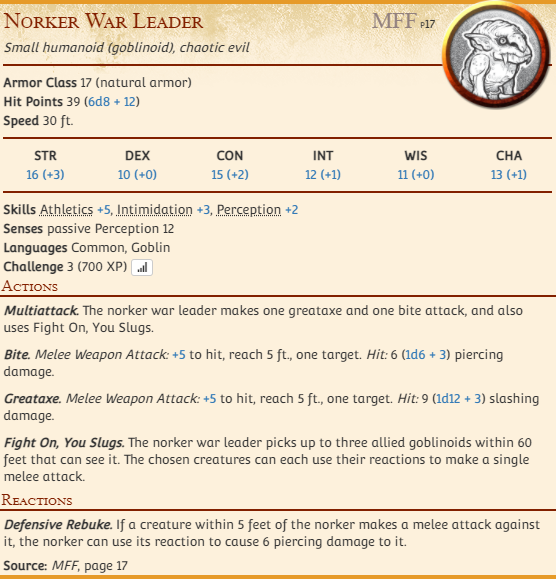 Norker War Leader MFF p17
Small humanoid (goblinoid), chaotic evil
Armor Class 17 (natural armor)
Hit Points 39 (6d8 + 12)
Speed 30 ft.
STR DEX CON INT WIS CHA
16 (+3) 10 (+0) 15 (+2) 12 (+1) 11 (+0) 13 (+1)
Skills Athletics +5, Intimidation +3, Perception +2
Senses passive Perception 12
Languages Common, Goblin
Challenge 3 (700 XP)
Actions
Multiattack. The norker war leader makes one greataxe and one bite attack, and also
uses Fight On, You Slugs.
Bite. Melee Weapon Attack: +5 to hit, reach 5 ft., one target. Hit: 6 (1d6 + 3) piercing
damage.
Greataxe. Melee Weapon Attack: +5 to hit, reach 5 ft., one target. Hit: 9 (1d12 + 3) slashing
damage.
Fight On, You Slugs. The norker war leader picks up to three allied goblinoids within 60
feet that can see it. The chosen creatures can each use their reactions to make a single
melee attack.
Reactions
Defensive Rebuke. If a creature within 5 feet of the norker makes a melee attack against
it, the norker can use its reaction to cause 6 piercing damage to it.
Source: MFF, page 17